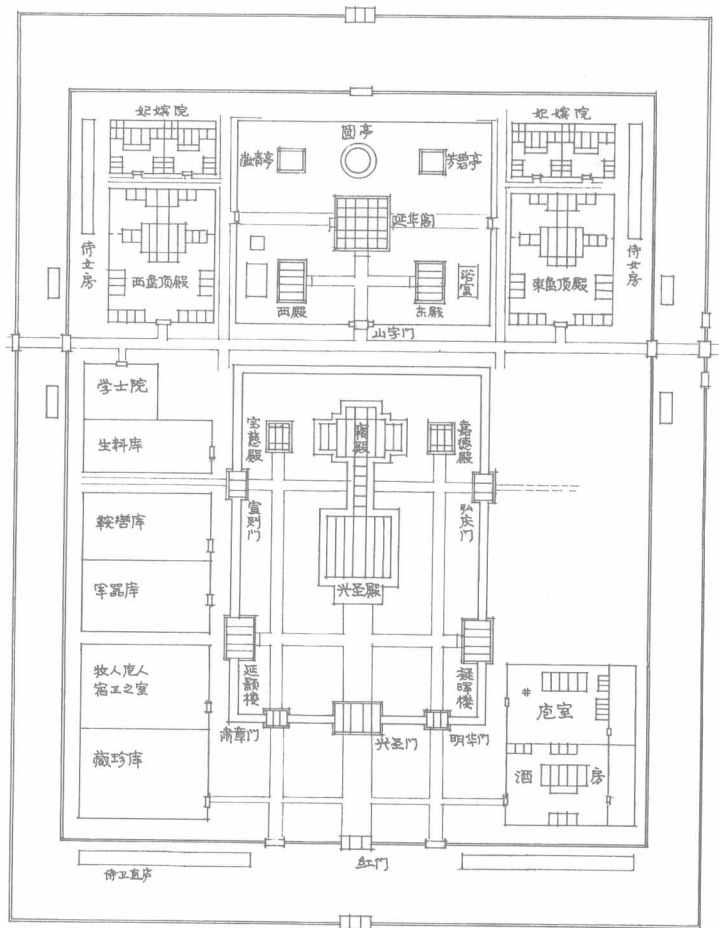 妃嫔院
妃嫔院
圆亭
徽青亭
芳碧亭
延华阁
侍女房
西盝顶殿
西殿
东殿
浴室
东盝顶殿
侍女房
山字门
学士院
生料库
宝慈殿
寝殿
嘉德殿
宣则门
弘庆门
鞍辔库
军器库
兴圣殿
牧人庖人
宿卫之室
延颢楼
凝晖楼
庖室
肃章门
兴圣门
明华门
藏珍库
酒房
红门
侍卫直庐